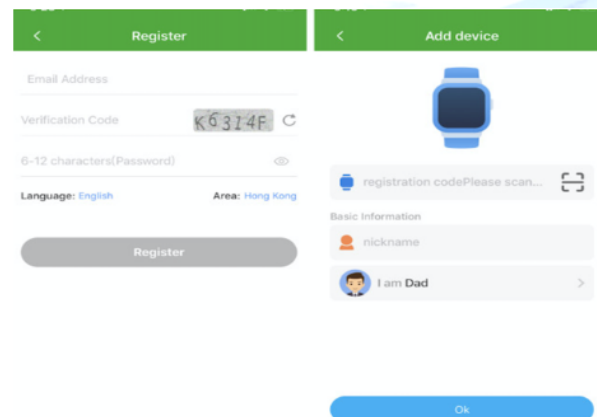 Register
Email Address
Verification Code
K6314F
6-12 characters(Password)
Language: English
Area: Hong Kong
Register
Add device
registration codePlease scan...
Basic Information
nickname
I am Dad
Ok